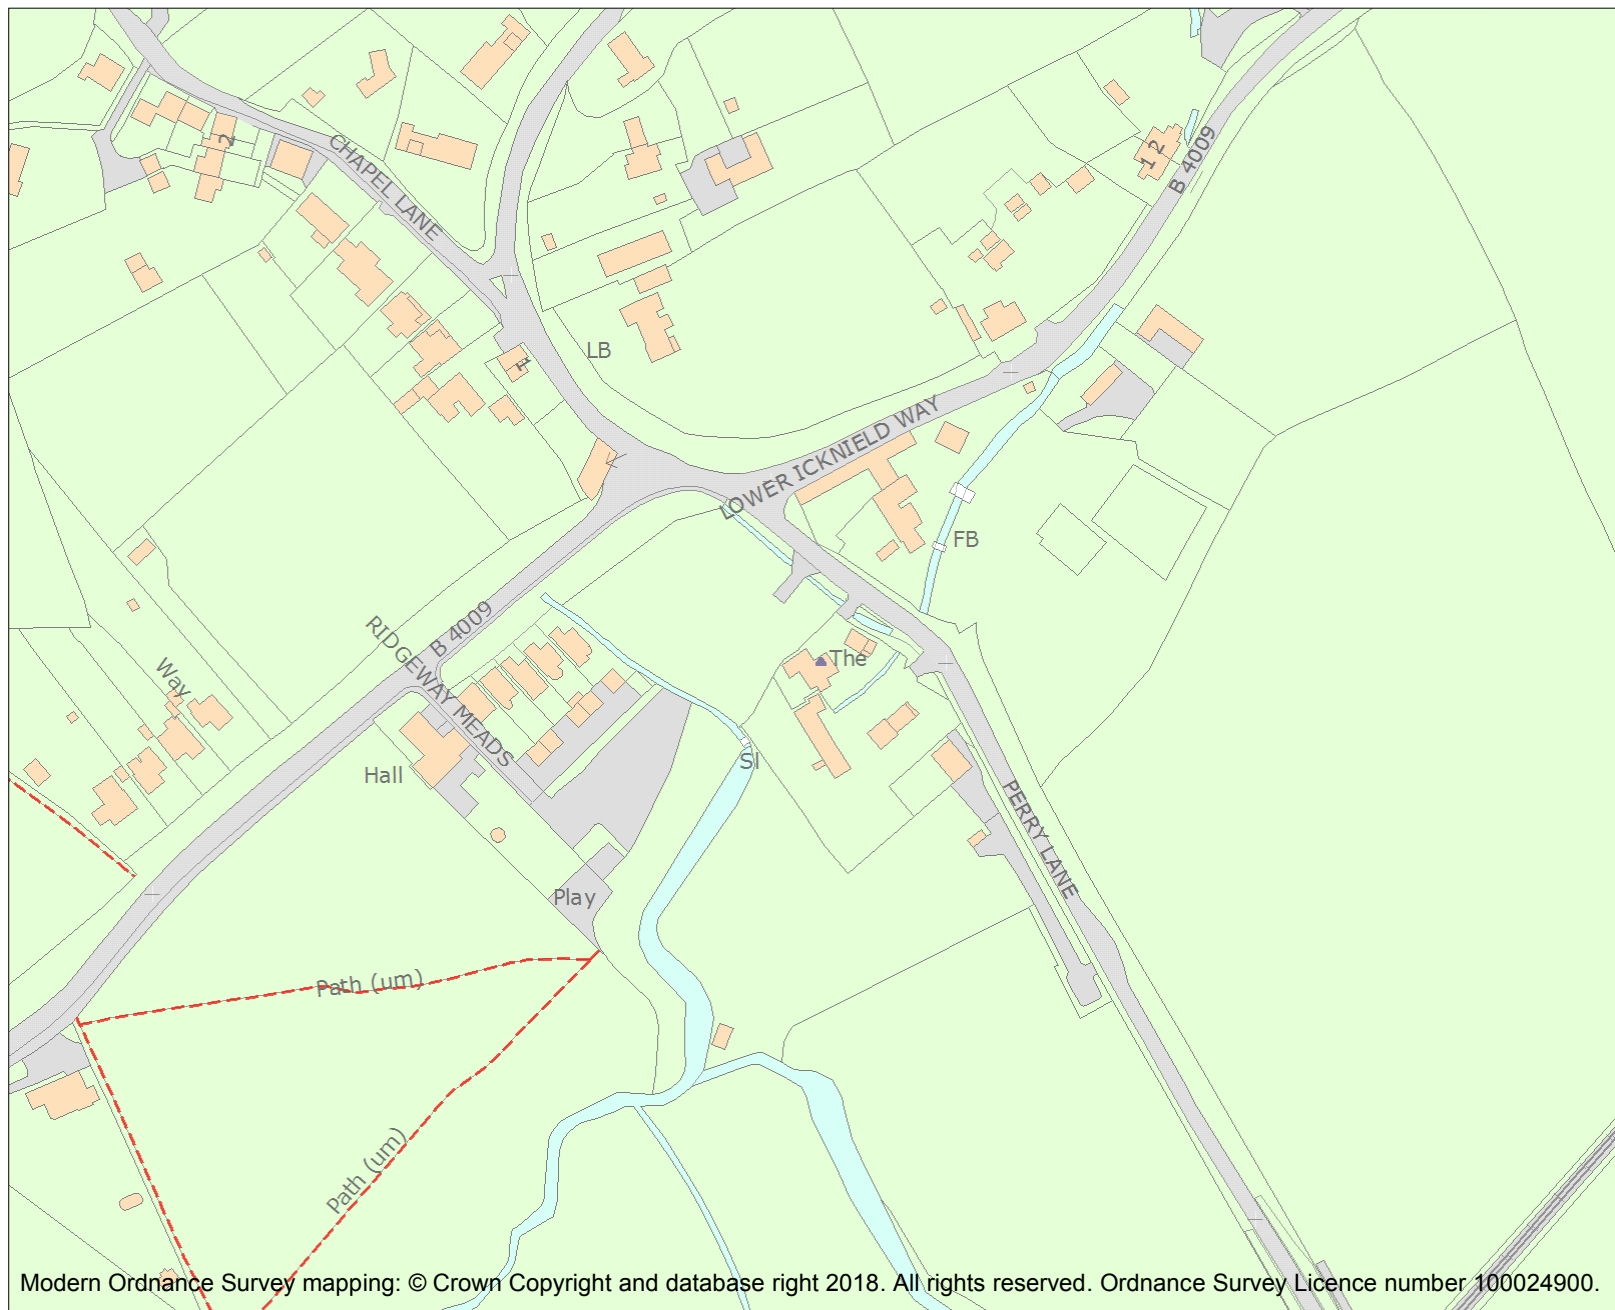 2
CHAPEL LANE
1 2
B 4009
LB
1
LOWER ICKNIELD WAY
FB
B 4009
RIDGEWAY MEADS
The
Way
Sl
Hall
PERRY LANE
Play
Path (um)
Path (um)
Modern Ordnance Survey mapping: © Crown Copyright and database right 2018. All rights reserved. Ordnance Survey Licence number 100024900.